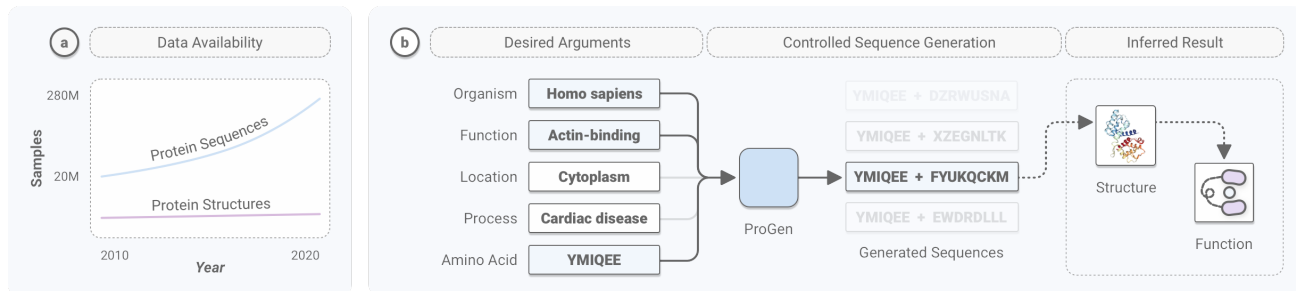 a
Data Availability
280M
20M
Samples
Protein Sequences
Protein Structures
2010
2020
Year
b
Desired Arguments
Controlled Sequence Generation
Inferred Result
Organism
Homo sapiens
Function
Actin-binding
Location
Cytoplasm
Process
Cardiac disease
Amino Acid
YMIQEE
ProGen
YMIQEE + DZRWUSNA
YMIQEE + XZEGNLTK
YMIQEE + FYUKQCKM
YMIQEE + EWDRDLLL
Generated Sequences
Structure
Function